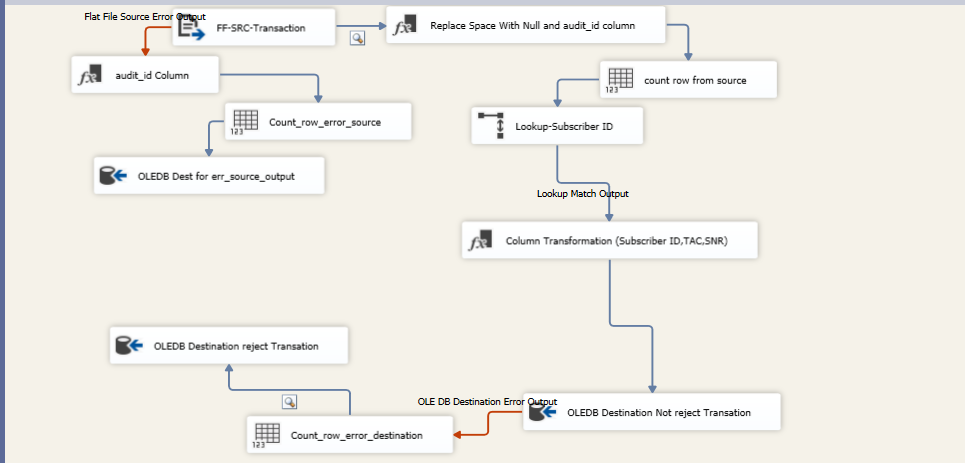 Flat File Source Error Output
FF-SRC-Transaction
Replace Space With Null and audit_id column
audit_id Column
count row from source
Count_row_error_source
Lookup-Subscriber ID
OLEDB Dest for err_source_output
Lookup Match Output
Column Transformation (Subscriber ID,TAC,SNR)
OLEDB Destination reject Transation
OLE DB Destination Error Output
OLEDB Destination Not reject Transation
Count_row_error_destination